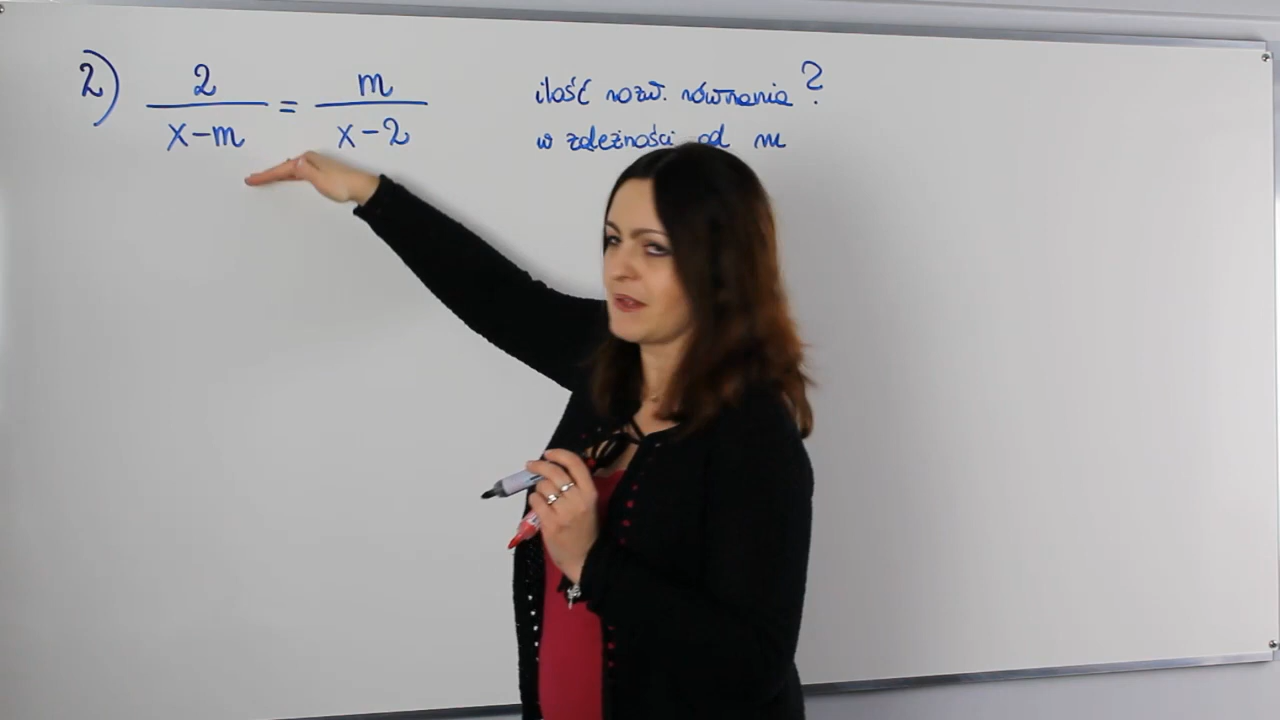 2) 2/(x-m) = m/(x-2)
ilość rozw. równania?
w zależności od m